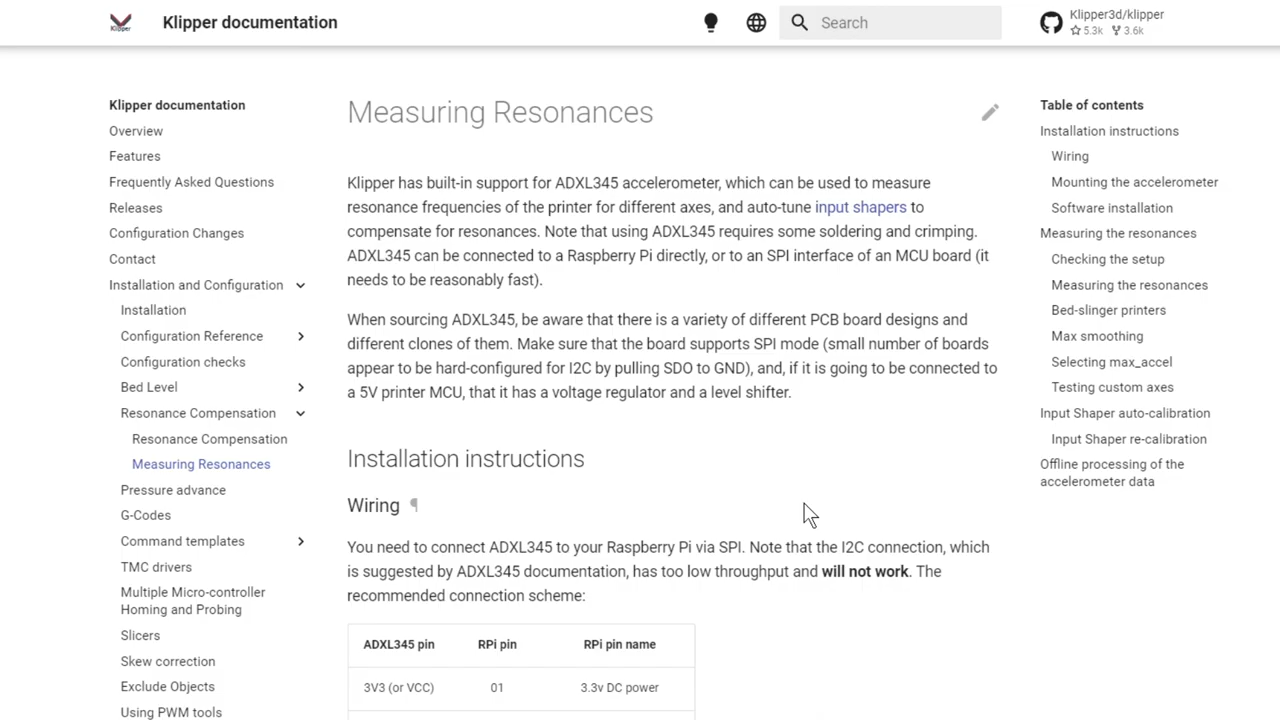 Klipper
Klipper documentation
Search
Klipper3d/klipper
5.3k 3.6k
Klipper documentation
Overview
Features
Frequently Asked Questions
Releases
Configuration Changes
Contact
Installation and Configuration
Installation
Configuration Reference
Configuration checks
Bed Level
Resonance Compensation
Resonance Compensation
Measuring Resonances
Pressure advance
G-Codes
Command templates
TMC drivers
Multiple Micro-controller
Homing and Probing
Slicers
Skew correction
Exclude Objects
Using PWM tools
Measuring Resonances
Klipper has built-in support for ADXL345 accelerometer, which can be used to measure
resonance frequencies of the printer for different axes, and auto-tune input shapers to
compensate for resonances. Note that using ADXL345 requires some soldering and crimping.
ADXL345 can be connected to a Raspberry Pi directly, or to an SPI interface of an MCU board (it
needs to be reasonably fast).
When sourcing ADXL345, be aware that there is a variety of different PCB board designs and
different clones of them. Make sure that the board supports SPI mode (small number of boards
appear to be hard-configured for I2C by pulling SDO to GND), and, if it is going to be connected to
a 5V printer MCU, that it has a voltage regulator and a level shifter.
Installation instructions
Wiring ¶
You need to connect ADXL345 to your Raspberry Pi via SPI. Note that the I2C connection, which
is suggested by ADXL345 documentation, has too low throughput and will not work. The
recommended connection scheme:
ADXL345 pin RPi pin RPi pin name
3V3 (or VCC) 01 3.3v DC power
Table of contents
Installation instructions
Wiring
Mounting the accelerometer
Software installation
Measuring the resonances
Checking the setup
Measuring the resonances
Bed-slinger printers
Max smoothing
Selecting max_accel
Testing custom axes
Input Shaper auto-calibration
Input Shaper re-calibration
Offline processing of the
accelerometer data